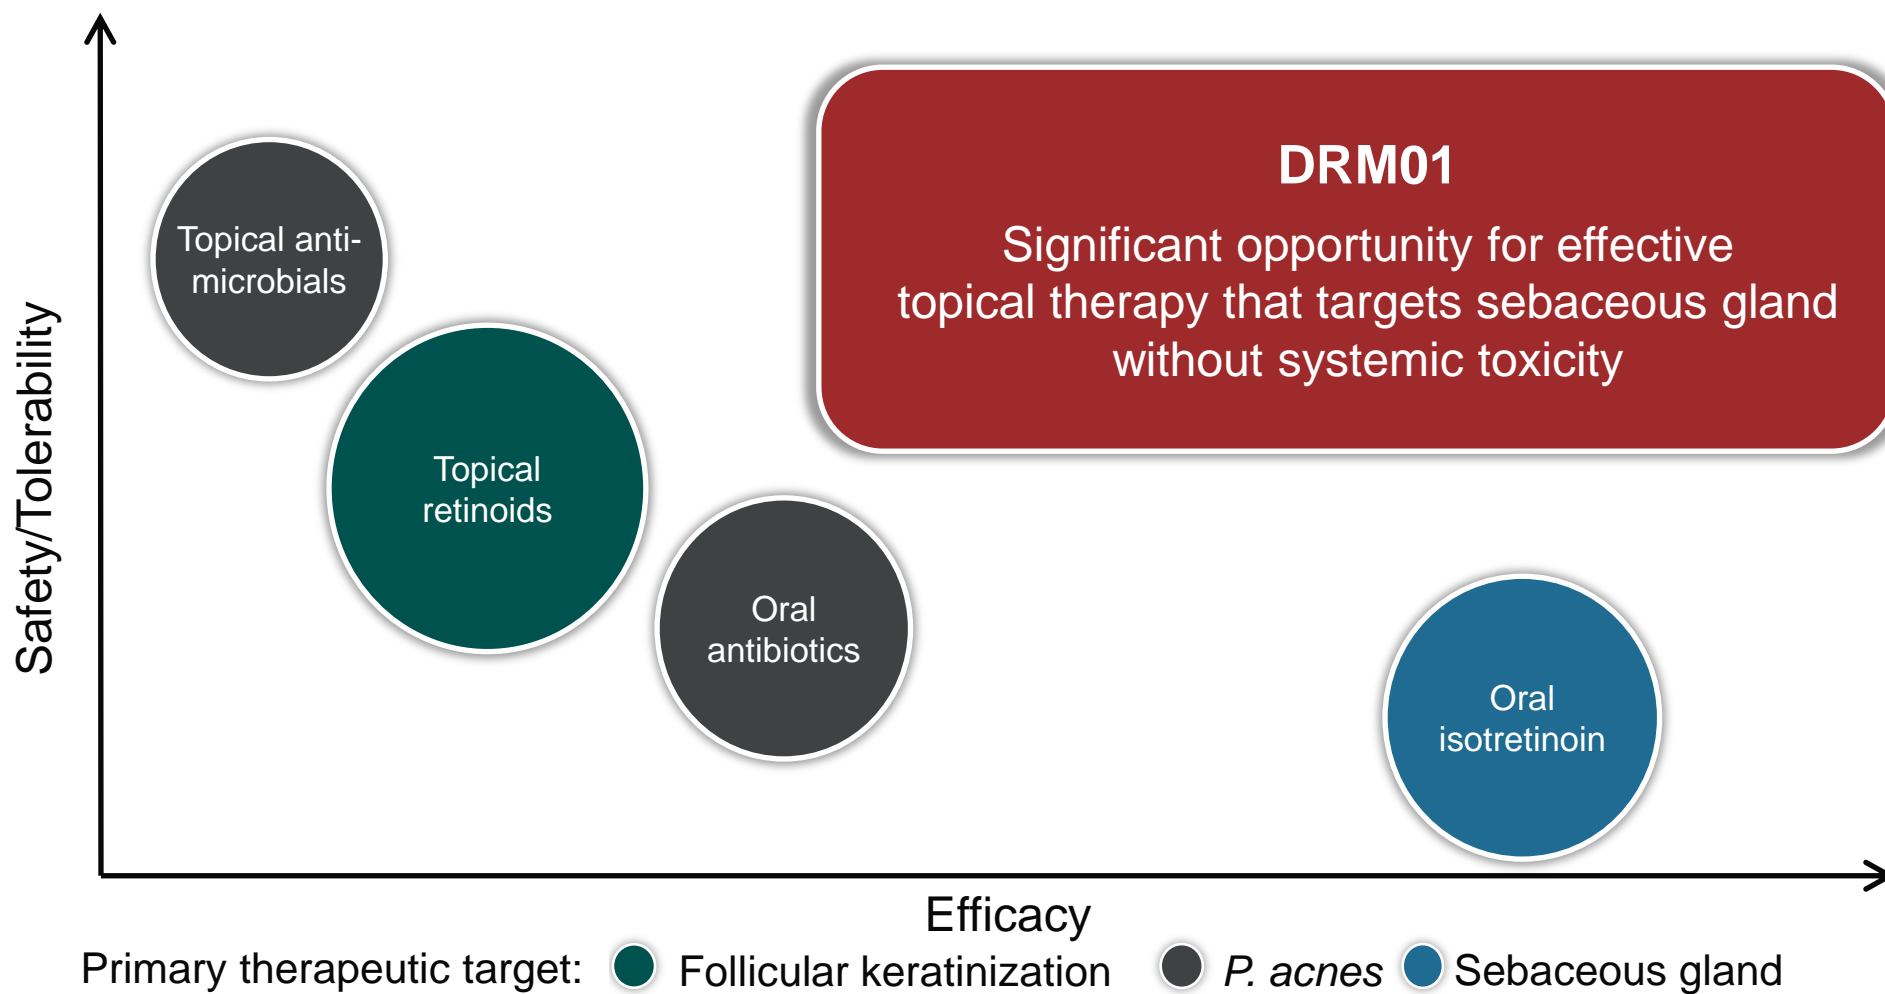 DRM01
Significant opportunity for effective
topical therapy that targets sebaceous gland
without systemic toxicity
Topical anti-
microbials
Topical
retinoids
Oral
antibiotics
Oral
isotretinoin
Safety/Tolerability
Efficacy
Primary therapeutic target: Follicular keratinization P. acnes Sebaceous gland